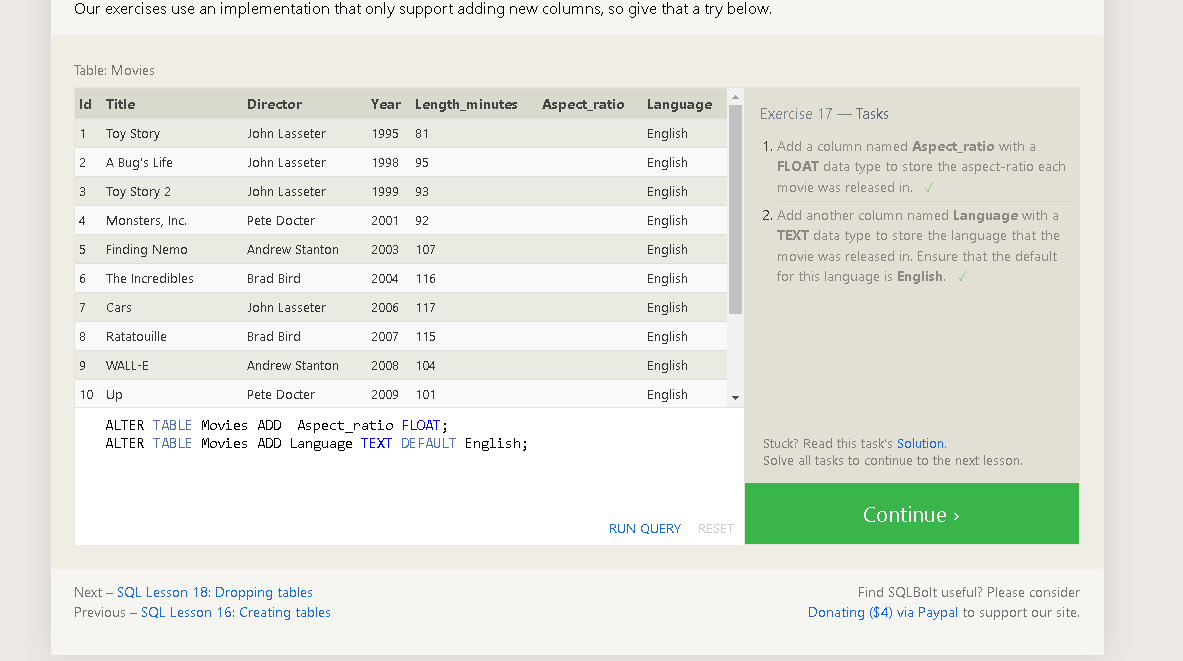 Our exercises use an implementation that only support adding new columns, so give that a try below.
Table: Movies
Id Title Director Year Length_minutes Aspect_ratio Language
1 Toy Story John Lasseter 1995 81 English
2 A Bug's Life John Lasseter 1998 95 English
3 Toy Story 2 John Lasseter 1999 93 English
4 Monsters, Inc. Pete Docter 2001 92 English
5 Finding Nemo Andrew Stanton 2003 107 English
6 The Incredibles Brad Bird 2004 116 English
7 Cars John Lasseter 2006 117 English
8 Ratatouille Brad Bird 2007 115 English
9 WALL-E Andrew Stanton 2008 104 English
10 Up Pete Docter 2009 101 English
ALTER TABLE Movies ADD  Aspect_ratio FLOAT;
ALTER TABLE Movies ADD Language TEXT DEFAULT English;
RUN QUERY RESET
Exercise 17 — Tasks
1. Add a column named Aspect_ratio with a
FLOAT data type to store the aspect-ratio each
movie was released in. ✓
2. Add another column named Language with a
TEXT data type to store the language that the
movie was released in. Ensure that the default
for this language is English. ✓
Stuck? Read this task's Solution.
Solve all tasks to continue to the next lesson.
Continue ›
Next – SQL Lesson 18: Dropping tables
Previous – SQL Lesson 16: Creating tables
Find SQLBolt useful? Please consider
Donating ($4) via Paypal to support our site.